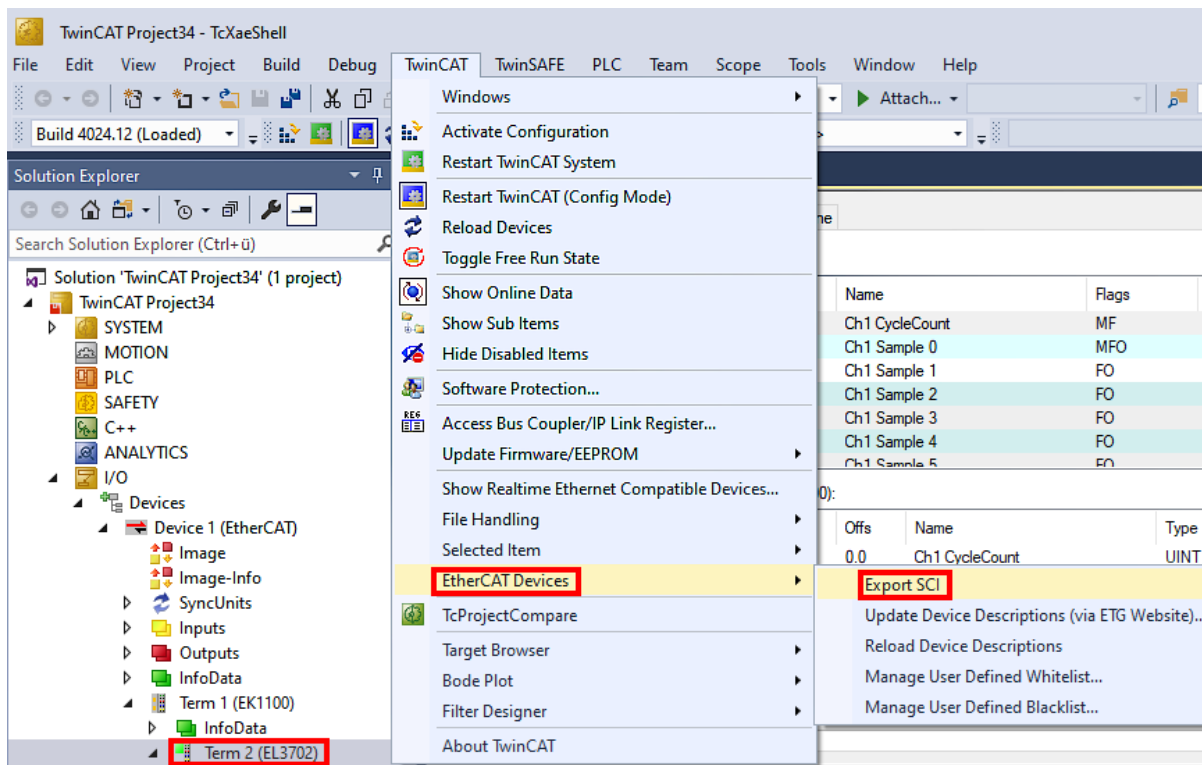 TwinCAT Project34 - TcXaeShell
File Edit View Project Build Debug TwinCAT TwinSAFE PLC Team Scope Tools Window Help
Attach...
Build 4024.12 (Loaded)
Solution Explorer
Search Solution Explorer (Ctrl+ü)
Solution 'TwinCAT Project34' (1 project)
TwinCAT Project34
SYSTEM
MOTION
PLC
SAFETY
C++
ANALYTICS
I/O
Devices
Device 1 (EtherCAT)
Image
Image-Info
SyncUnits
Inputs
Outputs
InfoData
Term 1 (EK1100)
InfoData
Term 2 (EL3702)
Windows
Activate Configuration
Restart TwinCAT System
Restart TwinCAT (Config Mode)
Reload Devices
Toggle Free Run State
Show Online Data
Show Sub Items
Hide Disabled Items
Software Protection...
REG
Access Bus Coupler/IP Link Register...
Update Firmware/EEPROM
Show Realtime Ethernet Compatible Devices...
File Handling
Selected Item
EtherCAT Devices
TcProjectCompare
Target Browser
Bode Plot
Filter Designer
About TwinCAT
ne
Name Flags
Ch1 CycleCount MF
Ch1 Sample 0 MFO
Ch1 Sample 1 FO
Ch1 Sample 2 FO
Ch1 Sample 3 FO
Ch1 Sample 4 FO
Ch1 Sample 5 FO
0):
Offs Name Type
0.0 Ch1 CycleCount UINT
Export SCI
Update Device Descriptions (via ETG Website)..
Reload Device Descriptions
Manage User Defined Whitelist...
Manage User Defined Blacklist...